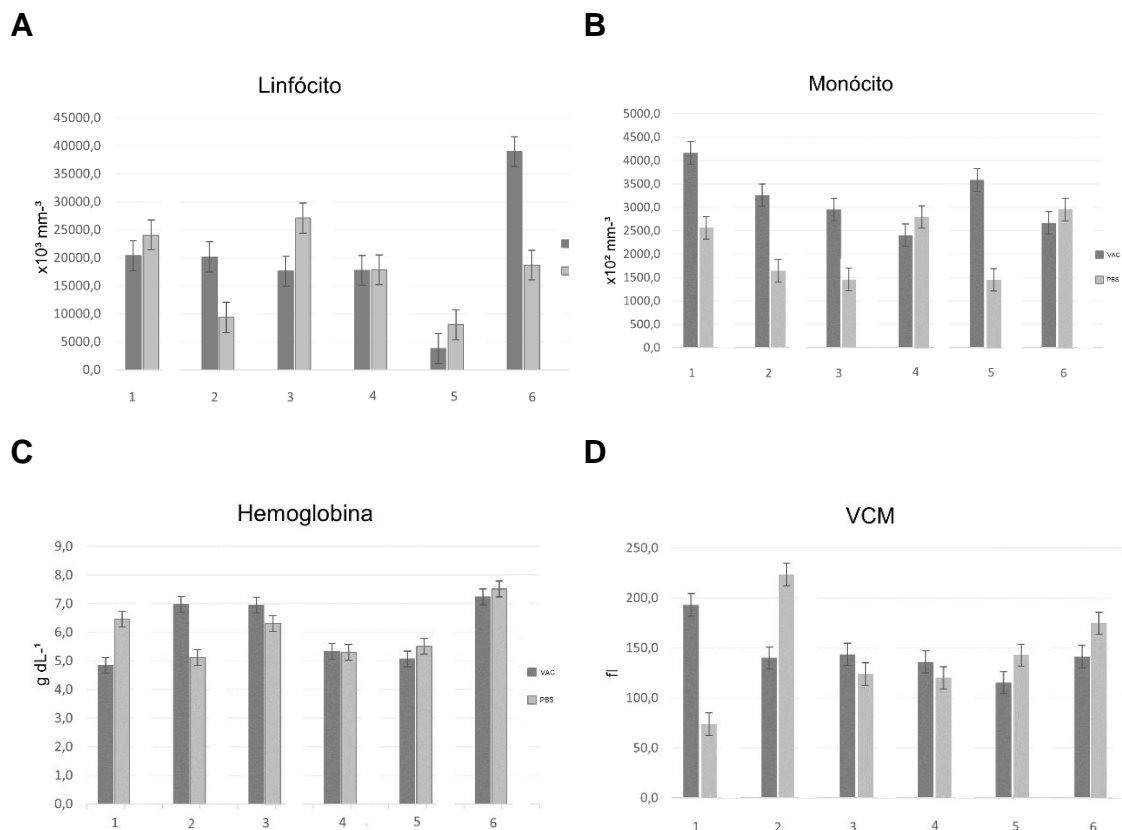 A
Linfócito
x10³ mm-³
45000,0
40000,0
35000,0
30000,0
25000,0
20000,0
15000,0
10000,0
5000,0
0,0
1 2 3 4 5 6
B
Monócito
x10² mm-³
5000,0
4500,0
4000,0
3500,0
3000,0
2500,0
2000,0
1500,0
1000,0
500,0
0,0
1 2 3 4 5 6
VAC
PBS
C
Hemoglobina
g dL-¹
9,0
8,0
7,0
6,0
5,0
4,0
3,0
2,0
1,0
0,0
1 2 3 4 5 6
VAC
PBS
D
VCM
fl
250,0
200,0
150,0
100,0
50,0
0,0
1 2 3 4 5 6